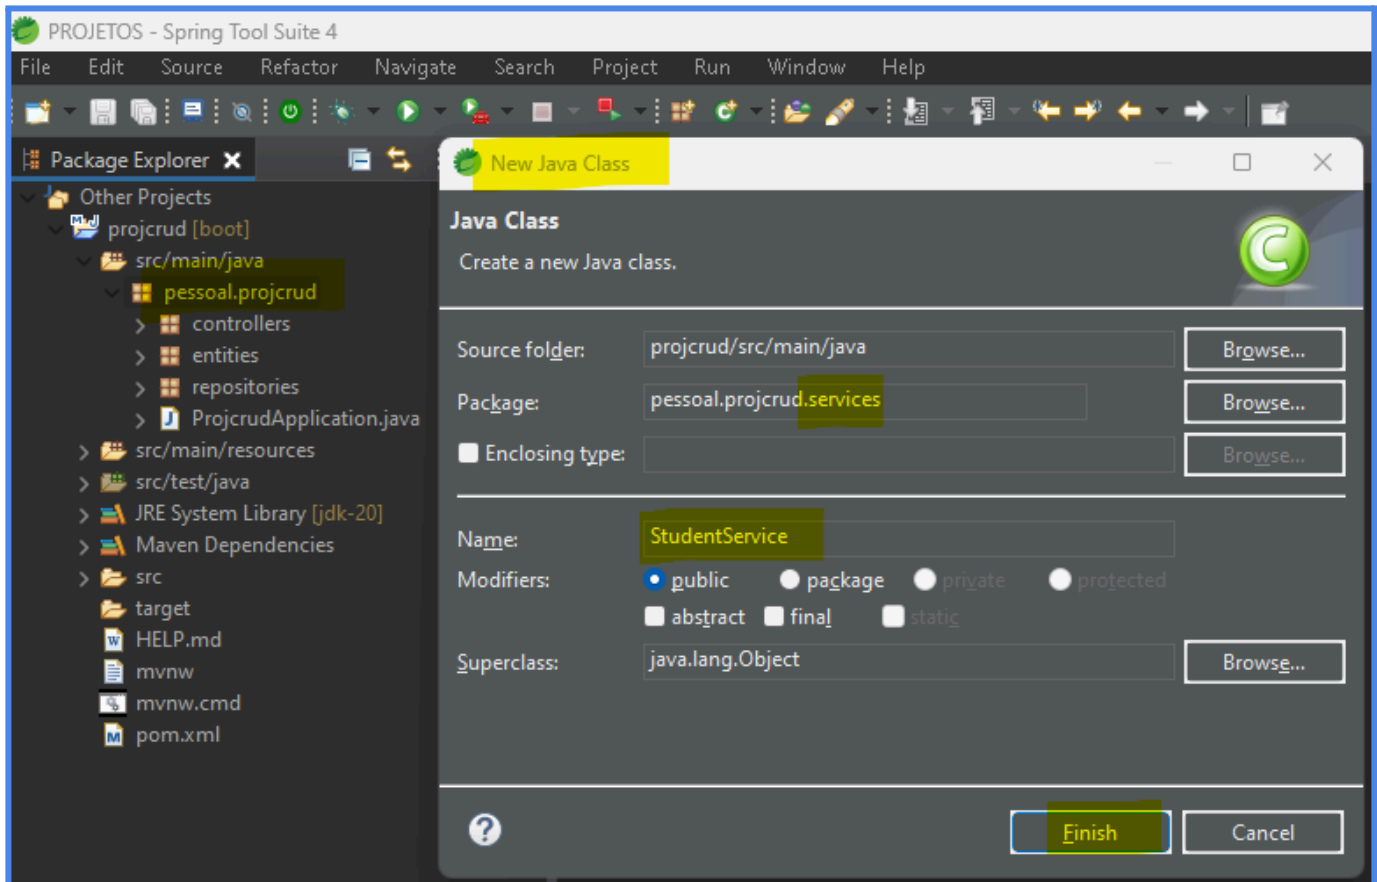 PROJETOS - Spring Tool Suite 4
File Edit Source Refactor Navigate Search Project Run Window Help
Package Explorer
Other Projects
projcrud [boot]
src/main/java
pessoal.projcrud
controllers
entities
repositories
ProjcrudApplication.java
src/main/resources
src/test/java
JRE System Library [jdk-20]
Maven Dependencies
src
target
HELP.md
mvnw
mvnw.cmd
pom.xml
New Java Class
Java Class
Create a new Java class.
Source folder: projcrud/src/main/java Browse...
Package: pessoal.projcrud.services Browse...
Enclosing type: Browse...
Name: StudentService
Modifiers: public package private protected
abstract final static
Superclass: java.lang.Object Browse...
Finish Cancel